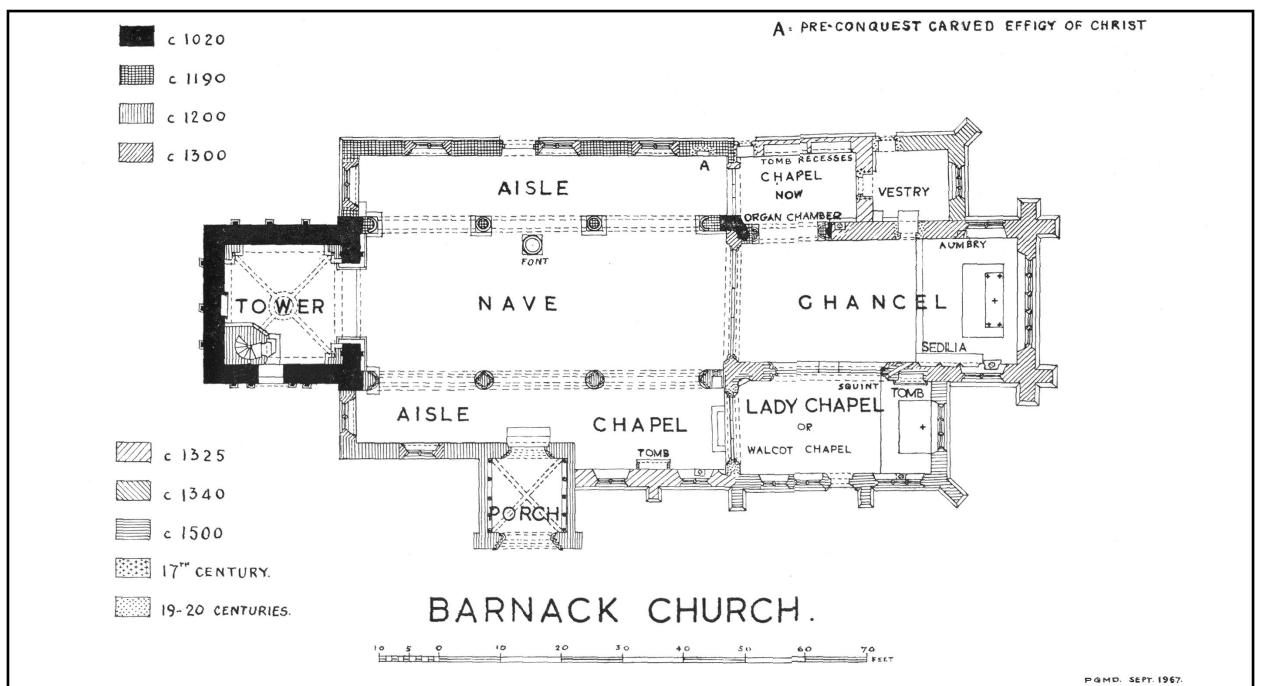 A = PRE-CONQUEST CARVED EFFIGY OF CHRIST
c 1020
c 1190
c 1200
c 1300
AISLE
A
TOMB RECESSES
CHAPEL
NOW
ORGAN CHAMBER
VESTRY
AUMBRY
FONT
TOWER
NAVE
CHANCEL
SEDILIA
SQUINT
TOMB
AISLE
CHAPEL
LADY CHAPEL
OR
WALCOT CHAPEL
TOMB
PORCH
c 1325
c 1340
c 1500
17TH CENTURY.
19-20 CENTURIES.
BARNACK CHURCH.
10 5 0 10 20 30 40 50 60 70
FEET
PGMD. SEPT. 1967.